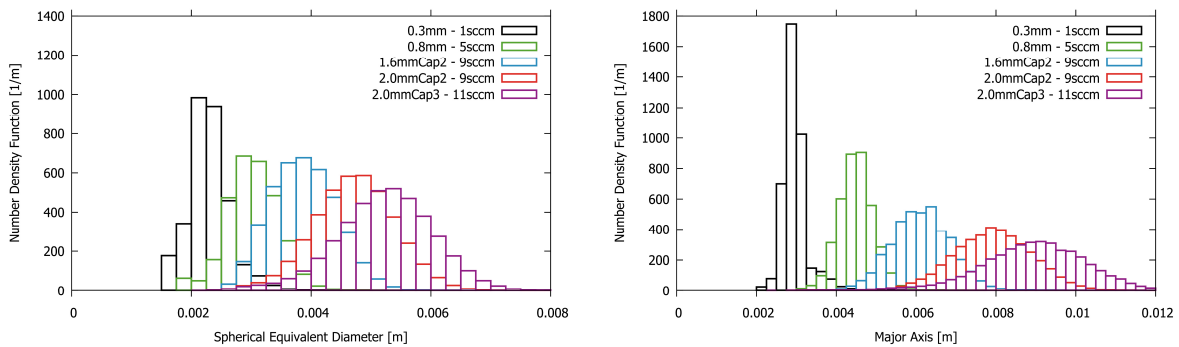 1400
1200
1000
800
600
400
200
0
Number Density Function [1/m]
0.3mm - 1sccm
0.8mm - 5sccm
1.6mmCap2 - 9sccm
2.0mmCap2 - 9sccm
2.0mmCap3 - 11sccm
0 0.002 0.004 0.006 0.008
Spherical Equivalent Diameter [m]
1800
1600
1400
1200
1000
800
600
400
200
0
Number Density Function [1/m]
0.3mm - 1sccm
0.8mm - 5sccm
1.6mmCap2 - 9sccm
2.0mmCap2 - 9sccm
2.0mmCap3 - 11sccm
0 0.002 0.004 0.006 0.008 0.01 0.012
Major Axis [m]